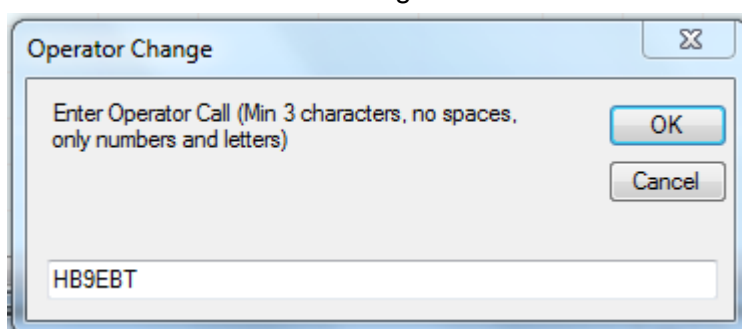 Operator Change
Enter Operator Call (Min 3 characters, no spaces,
only numbers and letters)
OK
Cancel
HB9EBT